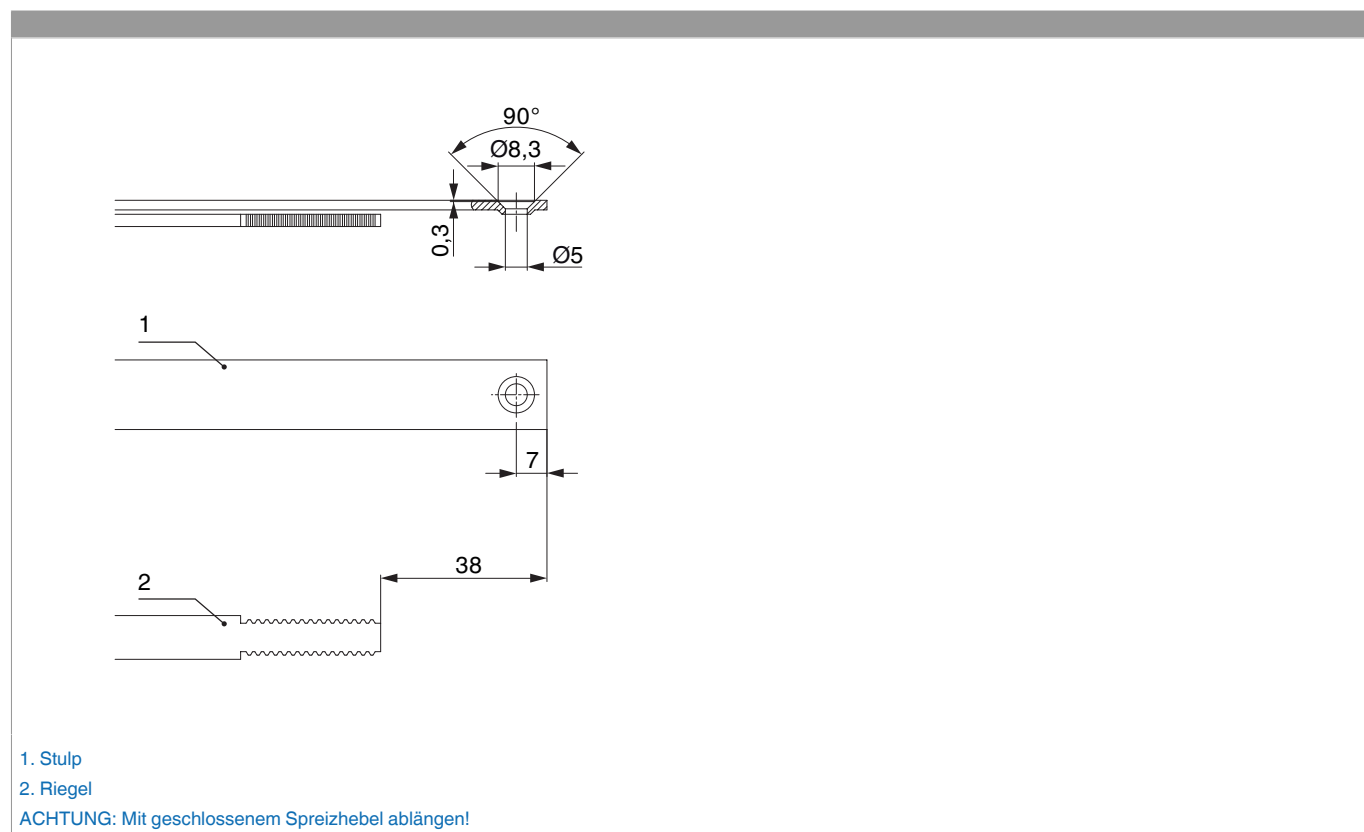 90°
Ø8,3
0,3
Ø5
1
7
38
2
1. Stulp
2. Riegel
ACHTUNG: Mit geschlossenem Spreizhebel ablängen!